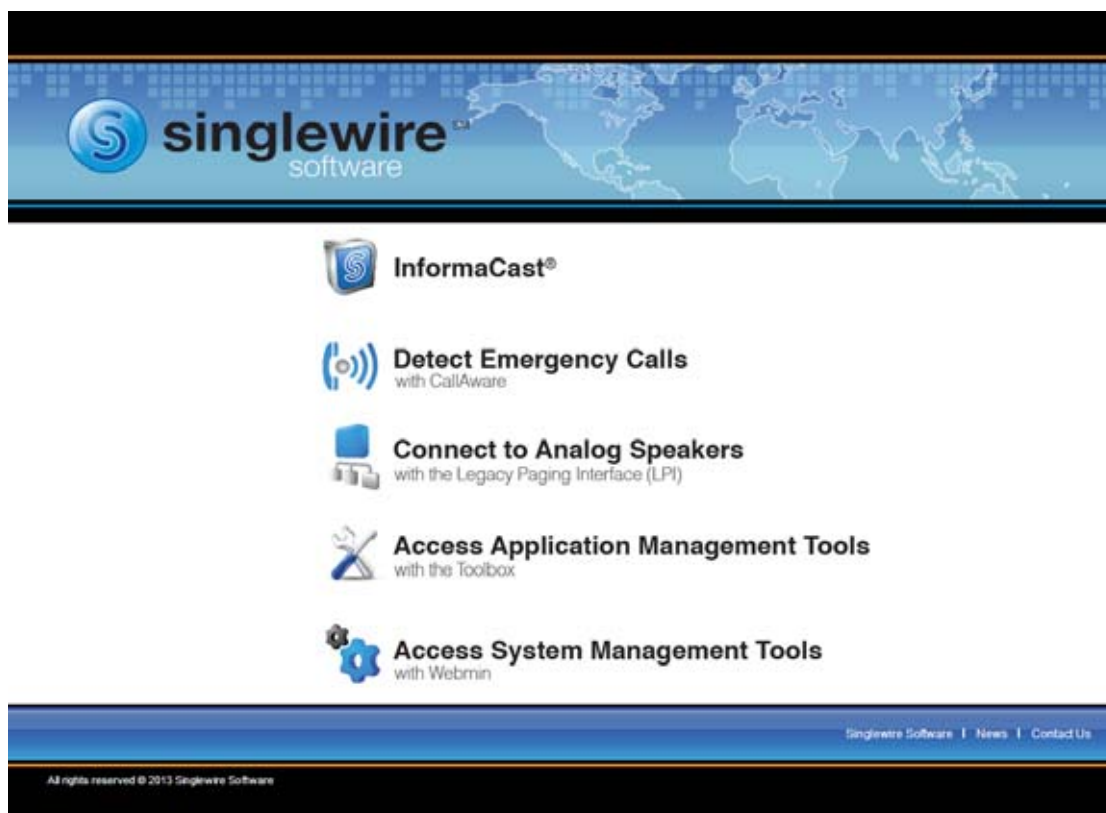 singlewire℠
software
InformaCast®
Detect Emergency Calls
with CallAware
Connect to Analog Speakers
with the Legacy Paging Interface (LPI)
Access Application Management Tools
with the Toolbox
Access System Management Tools
with Webmin
Singlewire Software | News | Contact Us
All rights reserved © 2013 Singlewire Software